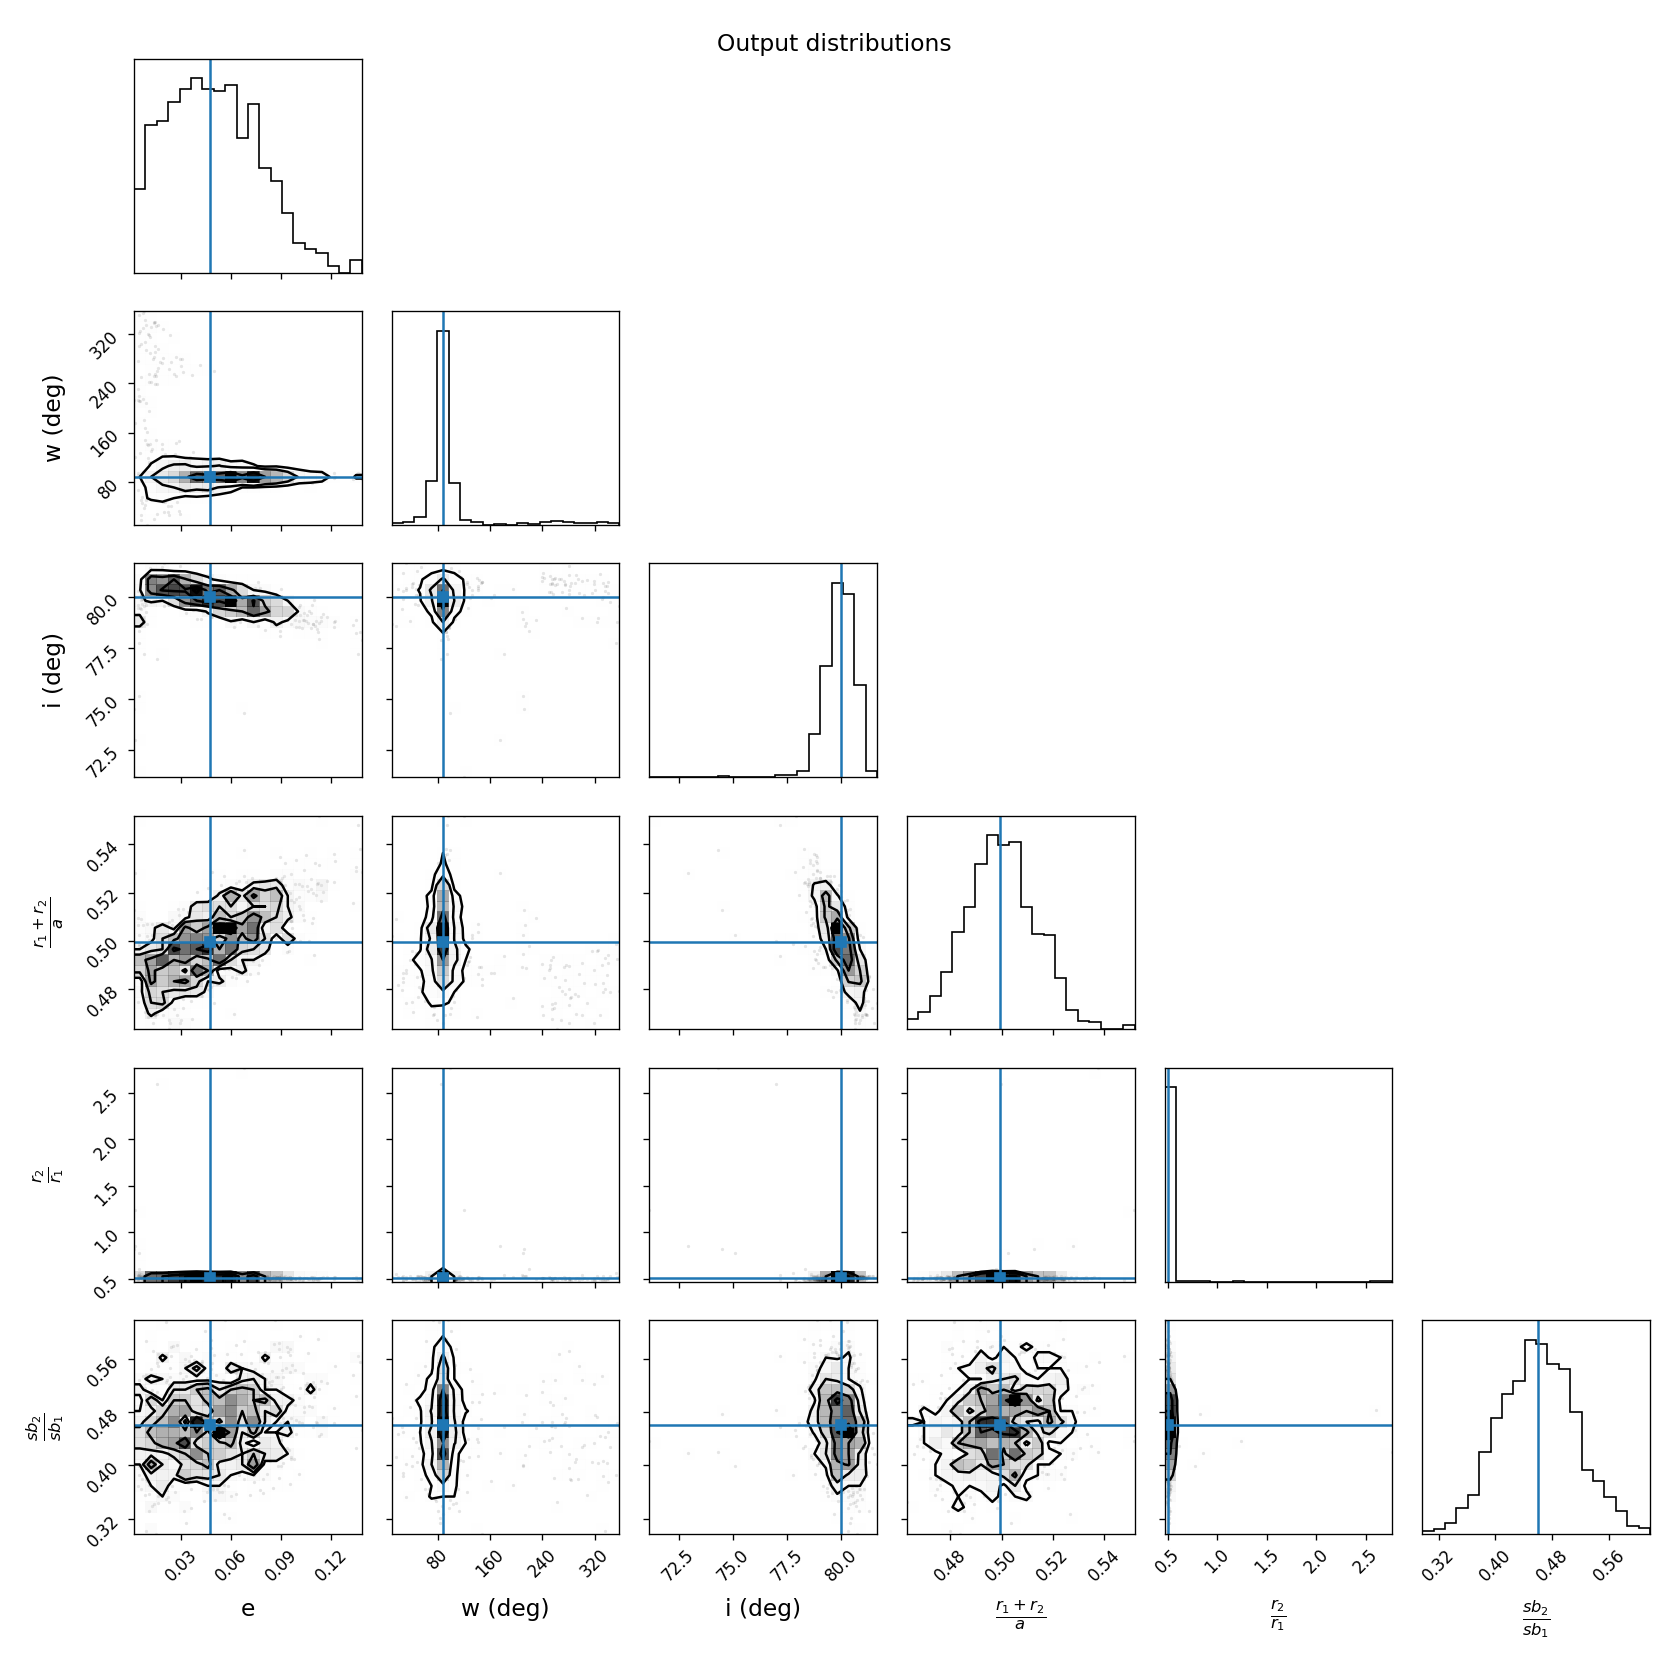 Output distributions
w (deg)
320
240
160
80
i (deg)
80.0
77.5
75.0
72.5
r₁ + r₂
a
0.54
0.52
0.50
0.48
r₂
r₁
2.5
2.0
1.5
1.0
0.5
sb₂
sb₁
0.56
0.48
0.40
0.32
0.03 0.06 0.09 0.12 80 160 240 320 72.5 75.0 77.5 80.0 0.48 0.50 0.52 0.54 0.5 1.0 1.5 2.0 2.5 0.32 0.40 0.48 0.56
e w (deg) i (deg) r₁ + r₂ r₂ sb₂
a r₁ sb₁